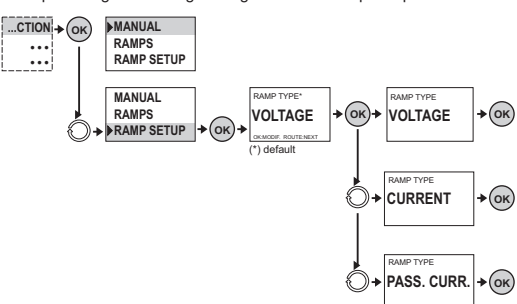 ...CTION
...
...
OK
MANUAL
RAMPS
RAMP SETUP
MANUAL
RAMPS
RAMP SETUP
OK
RAMP TYPE*
VOLTAGE
OK:MODIF. ROUTE:NEXT
(*) default
OK
RAMP TYPE
VOLTAGE
OK
RAMP TYPE
CURRENT
OK
RAMP TYPE
PASS. CURR.
OK